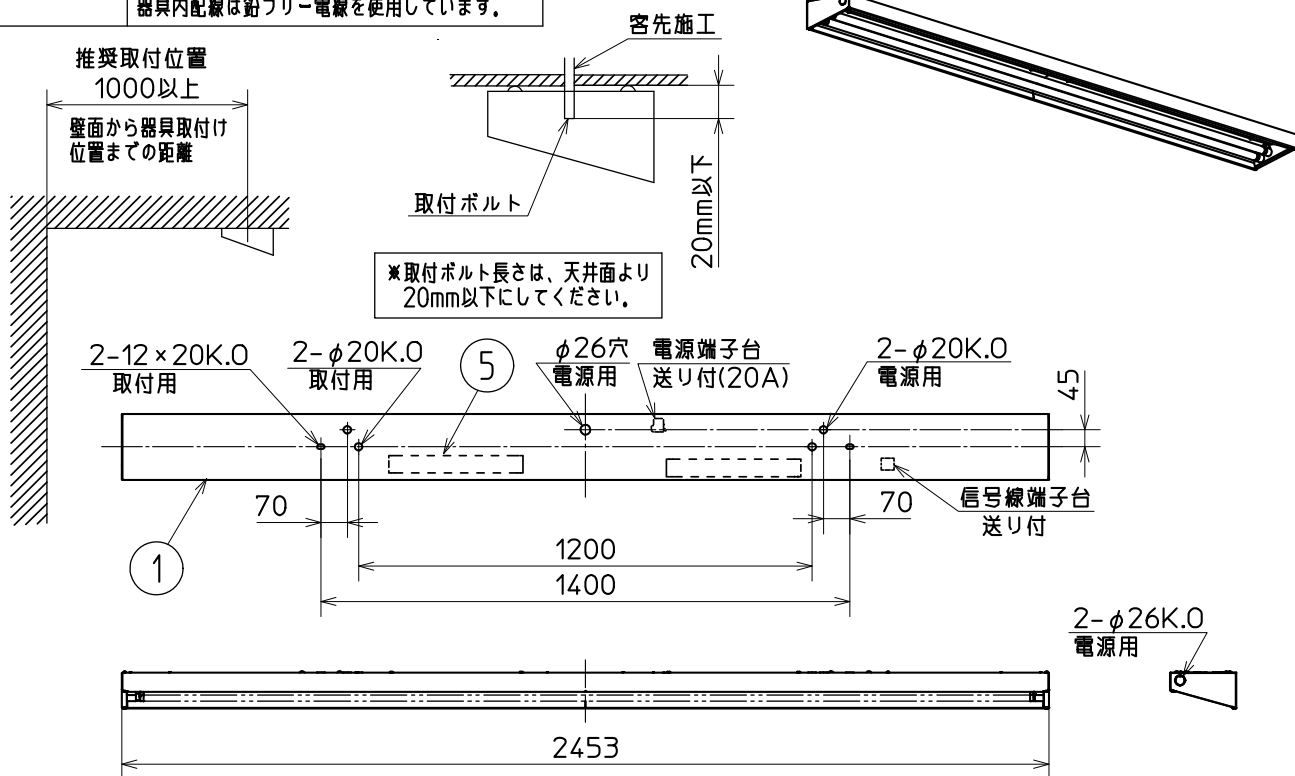 器具内配線は鉛フリー電線を使用しています。
客先施工
推奨取付位置
1000以上
壁面から器具取付け
位置までの距離
取付ボルト
20mm以下
※取付ボルト長さは、天井面より
20mm以下にしてください。
2-12×20K.O
取付用
2-φ20K.O
取付用
5
φ26穴
電源用
電源端子台
送り付(20A)
2-φ20K.O
電源用
45
70
70
信号線端子台
送り付
1
1200
1400
2-φ26K.O
電源用
2453